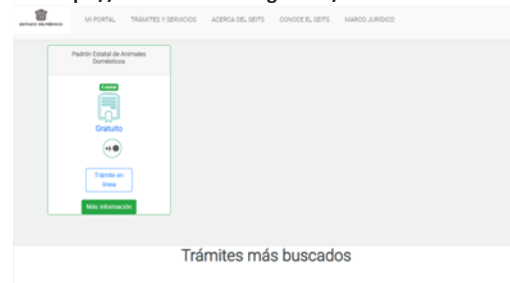 MI PORTAL TRÁMITES Y SERVICIOS ACERCA DEL SEITS CONOCE EL SEITS MARCO JURÍDICO
Padrón Estatal de Animales
Domésticos
Estatal
Gratuito
Trámite en
línea
Más información
Trámites más buscados